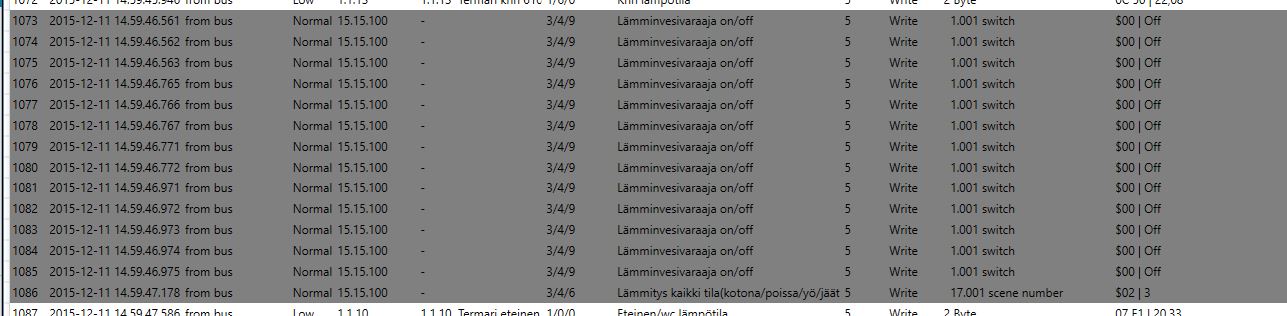 1072 2015-12-11 14.59.45.940 from bus Low 1.1.13 1.1.13 Termari khh 1/0/0 Khh lämpötila 5 Write 2 Byte 22,08
1073 2015-12-11 14.59.46.561 from bus Normal 15.15.100 - 3/4/9 Lämminvesivaraaja on/off 5 Write 1.001 switch $00 | Off
1074 2015-12-11 14.59.46.562 from bus Normal 15.15.100 - 3/4/9 Lämminvesivaraaja on/off 5 Write 1.001 switch $00 | Off
1075 2015-12-11 14.59.46.563 from bus Normal 15.15.100 - 3/4/9 Lämminvesivaraaja on/off 5 Write 1.001 switch $00 | Off
1076 2015-12-11 14.59.46.765 from bus Normal 15.15.100 - 3/4/9 Lämminvesivaraaja on/off 5 Write 1.001 switch $00 | Off
1077 2015-12-11 14.59.46.766 from bus Normal 15.15.100 - 3/4/9 Lämminvesivaraaja on/off 5 Write 1.001 switch $00 | Off
1078 2015-12-11 14.59.46.767 from bus Normal 15.15.100 - 3/4/9 Lämminvesivaraaja on/off 5 Write 1.001 switch $00 | Off
1079 2015-12-11 14.59.46.771 from bus Normal 15.15.100 - 3/4/9 Lämminvesivaraaja on/off 5 Write 1.001 switch $00 | Off
1080 2015-12-11 14.59.46.772 from bus Normal 15.15.100 - 3/4/9 Lämminvesivaraaja on/off 5 Write 1.001 switch $00 | Off
1081 2015-12-11 14.59.46.971 from bus Normal 15.15.100 - 3/4/9 Lämminvesivaraaja on/off 5 Write 1.001 switch $00 | Off
1082 2015-12-11 14.59.46.972 from bus Normal 15.15.100 - 3/4/9 Lämminvesivaraaja on/off 5 Write 1.001 switch $00 | Off
1083 2015-12-11 14.59.46.973 from bus Normal 15.15.100 - 3/4/9 Lämminvesivaraaja on/off 5 Write 1.001 switch $00 | Off
1084 2015-12-11 14.59.46.974 from bus Normal 15.15.100 - 3/4/9 Lämminvesivaraaja on/off 5 Write 1.001 switch $00 | Off
1085 2015-12-11 14.59.46.975 from bus Normal 15.15.100 - 3/4/9 Lämminvesivaraaja on/off 5 Write 1.001 switch $00 | Off
1086 2015-12-11 14.59.47.178 from bus Normal 15.15.100 - 3/4/6 Lämmitys kaikki tila(kotona/poissa/yö/jäät 5 Write 17.001 scene number $02 | 3
1087 2015-12-11 14.59.47.586 from bus Low 1.1.10 1.1.10 Termari eteinen 1/0/0 Eteinen/wc lämpötila 5 Write 2 Byte 07 F1 | 20,33